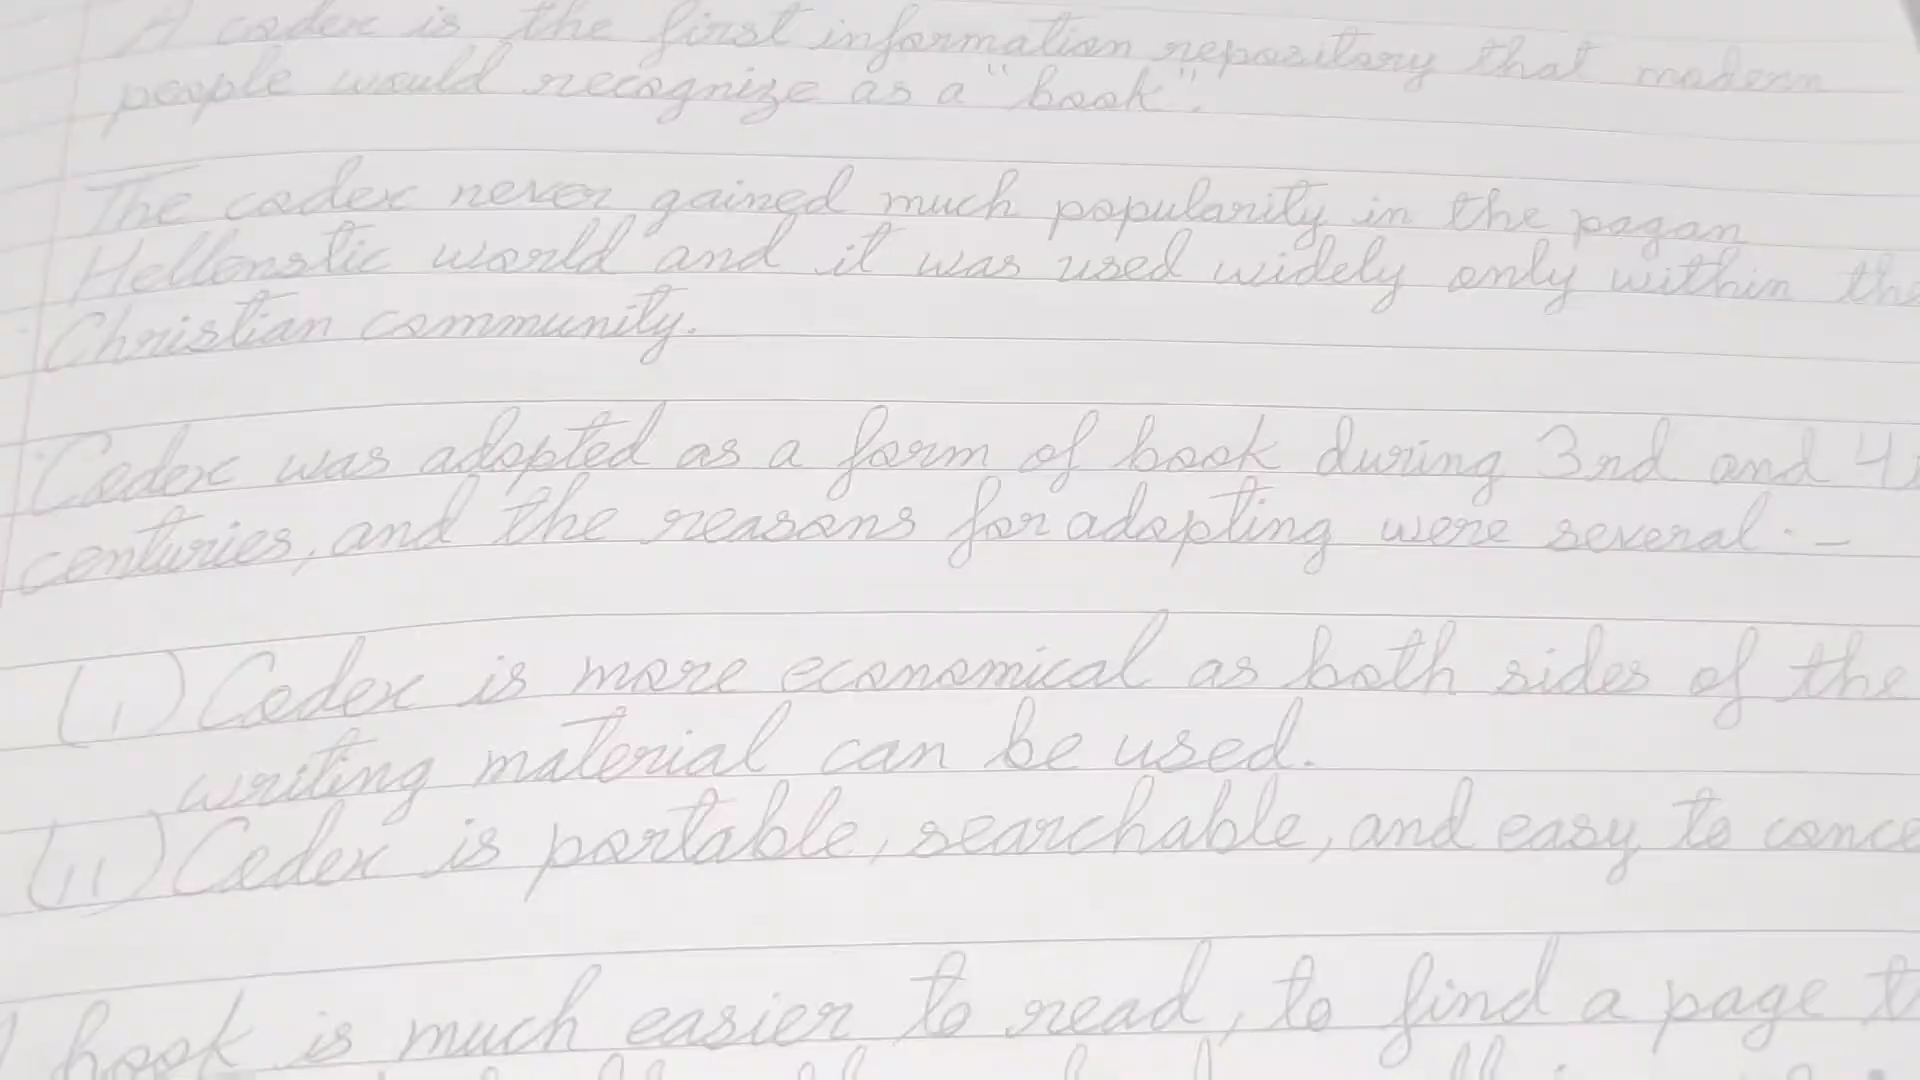 A codex is the first information repository that modern
people would recognize as a "book".
The codex never gained much popularity in the pagan
Hellenstic world and it was used widely only within the
Christian community.
Codex was adopted as a form of book during 3rd and 4
centuries, and the reasons for adopting were several. -
(i) Codex is more economical as both sides of the
writing material can be used.
(ii) Codex is portable, searchable, and easy to conce
book is much easier to read, to find a page t